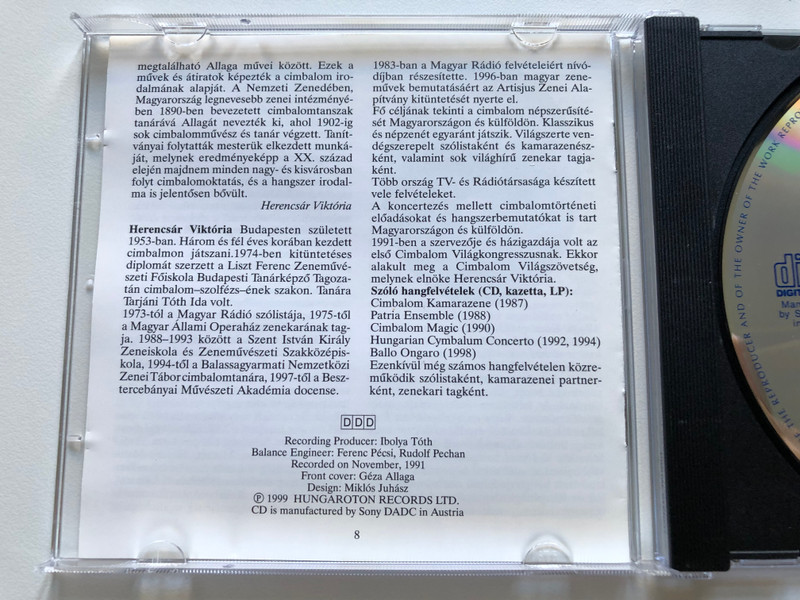 megtalálható Allaga művei között. Ezek a
művek és átiratok képezték a cimbalom iro-
dalmának alapját. A Nemzeti Zenedében,
Magyarország legnevesebb zenei intézményé-
ben 1890-ben bevezetett cimbalomtanszak
tanárává Allagát nevezték ki, ahol 1902-ig
sok cimbalomművész és tanár végzett. Tanít-
ványai folytatták mesterük elkezdett munká-
ját, melynek eredményeképp a XX. század
elején majdnem minden nagy- és kisvárosban
folyt cimbalomoktatás, és a hangszer irodal-
ma is jelentősen bővült.
Herencsár Viktória
Herencsár Viktória Budapesten született
1953-ban. Három és fél éves korában kezdett
cimbalmon játszani.1974-ben kitüntetéses
diplomát szerzett a Liszt Ferenc Zeneművé-
szeti Főiskola Budapesti Tanárképző Tagoza-
tán cimbalom–szolfézs–ének szakon. Tanára
Tarjáni Tóth Ida volt.
1973-tól a Magyar Rádió szólistája, 1975-től
a Magyar Állami Operaház zenekarának tag-
ja. 1988–1993 között a Szent István Király
Zeneiskola és Zeneművészeti Szakközépis-
kola, 1994-től a Balassagyarmati Nemzetközi
Zenei Tábor cimbalomtanára, 1997-től a Besz-
tercebányai Művészeti Akadémia docense.
1983-ban a Magyar Rádió felvételeiért nívó-
díjban részesítette. 1996-ban magyar zene-
művek bemutatásáért az Artisjus Zenei Ala-
pítvány kitüntetését nyerte el.
Fő céljának tekinti a cimbalom népszerűsíté-
sét Magyarországon és külföldön. Klasszikus
és népzenét egyaránt játszik. Világszerte ven-
dégszerepelt szólistaként és kamarazenész-
ként, valamint sok világhírű zenekar tagja-
ként.
Több ország TV- és Rádiótársasága készített
vele felvételeket.
A koncertezés mellett cimbalomtörténeti
előadásokat és hangszerbemutatókat is tart
Magyarországon és külföldön.
1991-ben a szervezője és házigazdája volt az
első Cimbalom Világkongresszusnak. Ekkor
alakult meg a Cimbalom Világszövetség,
melynek elnöke Herencsár Viktória.
Szóló hangfelvételek (CD, kazetta, LP):
Cimbalom Kamarazene (1987)
Patria Ensemble (1988)
Cimbalom Magic (1990)
Hungarian Cymbalum Concerto (1992, 1994)
Ballo Ongaro (1998)
Ezenkívül még számos hangfelvételen közre-
működik szólistaként, kamarazenei partner-
ként, zenekari tagként.
DDD
Recording Producer: Ibolya Tóth
Balance Engineer: Ferenc Pécsi, Rudolf Pechan
Recorded on November, 1991
Front cover: Géza Allaga
Design: Miklós Juhász
℗ 1999 HUNGAROTON RECORDS LTD.
CD is manufactured by Sony DADC in Austria
8
THE REPRODUCER AND OF THE OWNER OF THE WORK REPRO
DIGIT
Man
by S
in